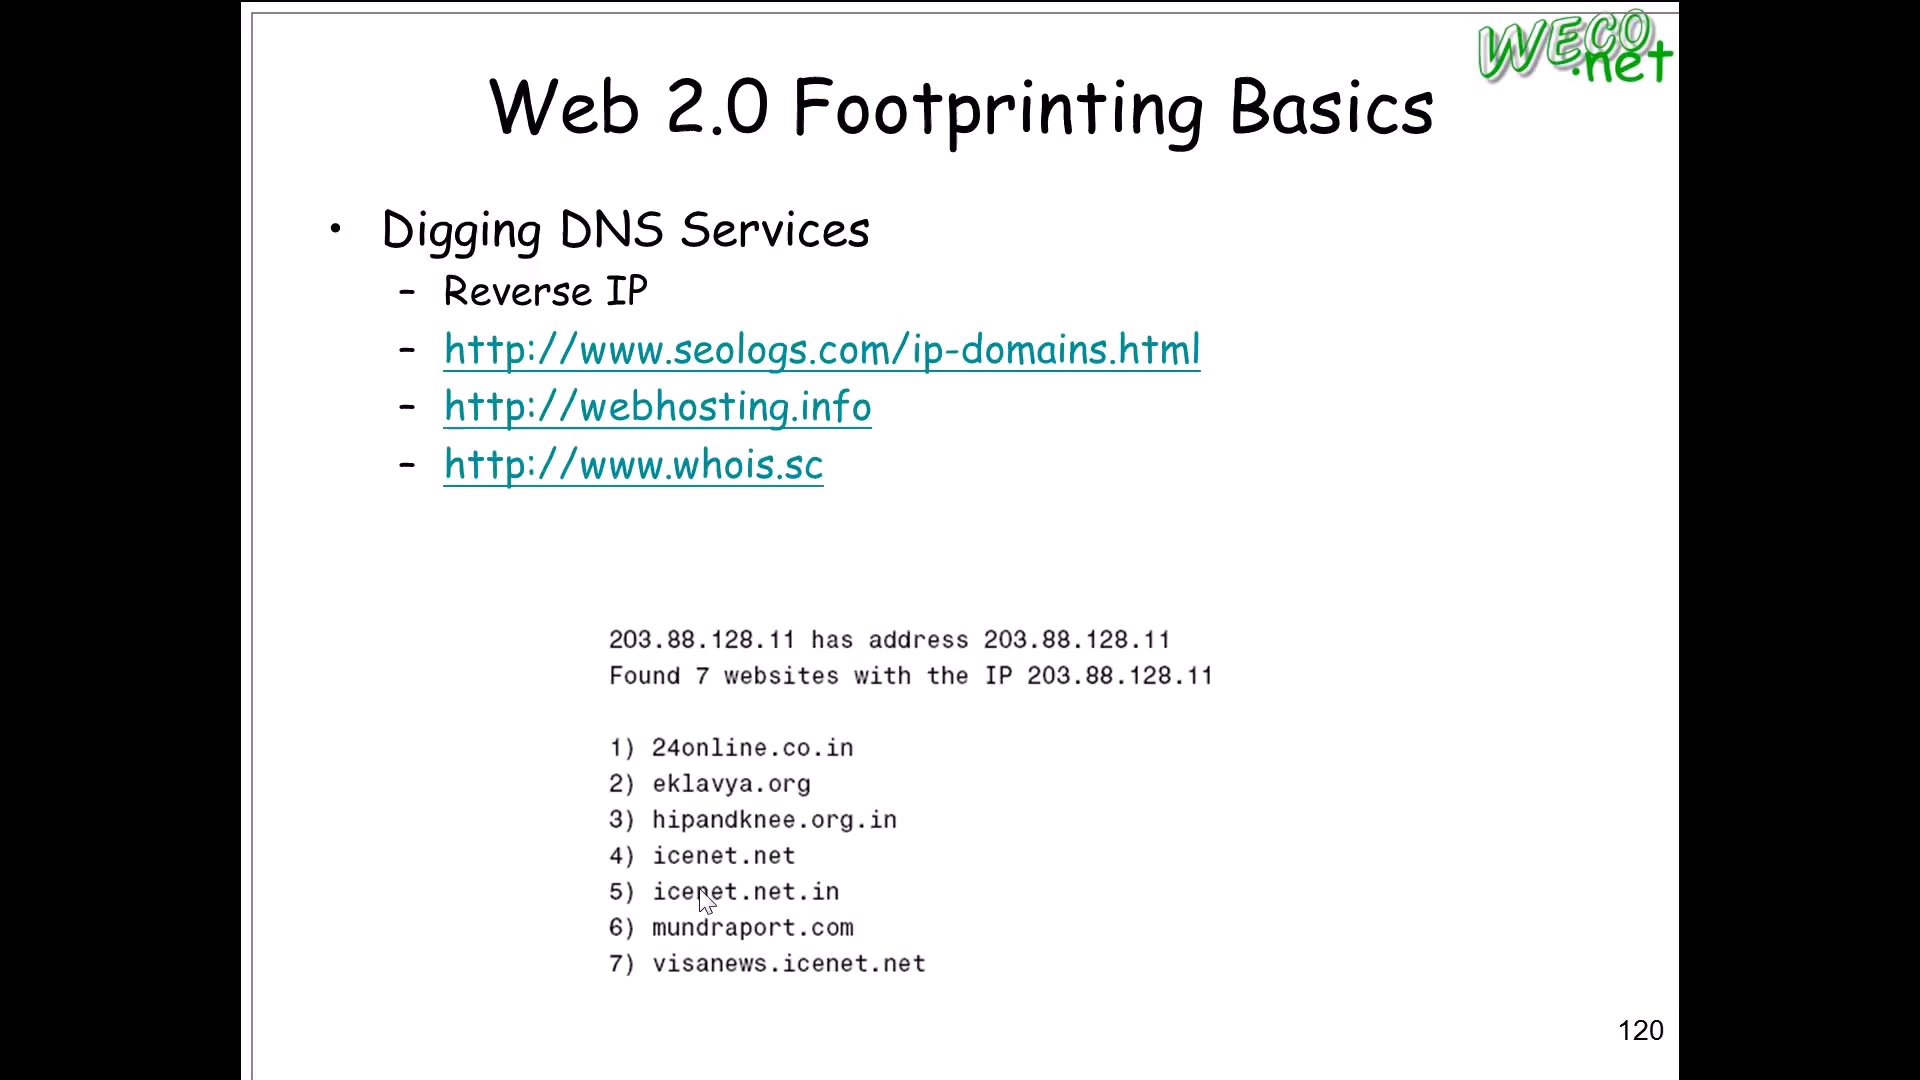 WECO
.net
Web 2.0 Footprinting Basics
• Digging DNS Services
– Reverse IP
– http://www.seologs.com/ip-domains.html
– http://webhosting.info
– http://www.whois.sc
203.88.128.11 has address 203.88.128.11
Found 7 websites with the IP 203.88.128.11
1) 24online.co.in
2) eklavya.org
3) hipandknee.org.in
4) icenet.net
5) icenet.net.in
6) mundraport.com
7) visanews.icenet.net
120